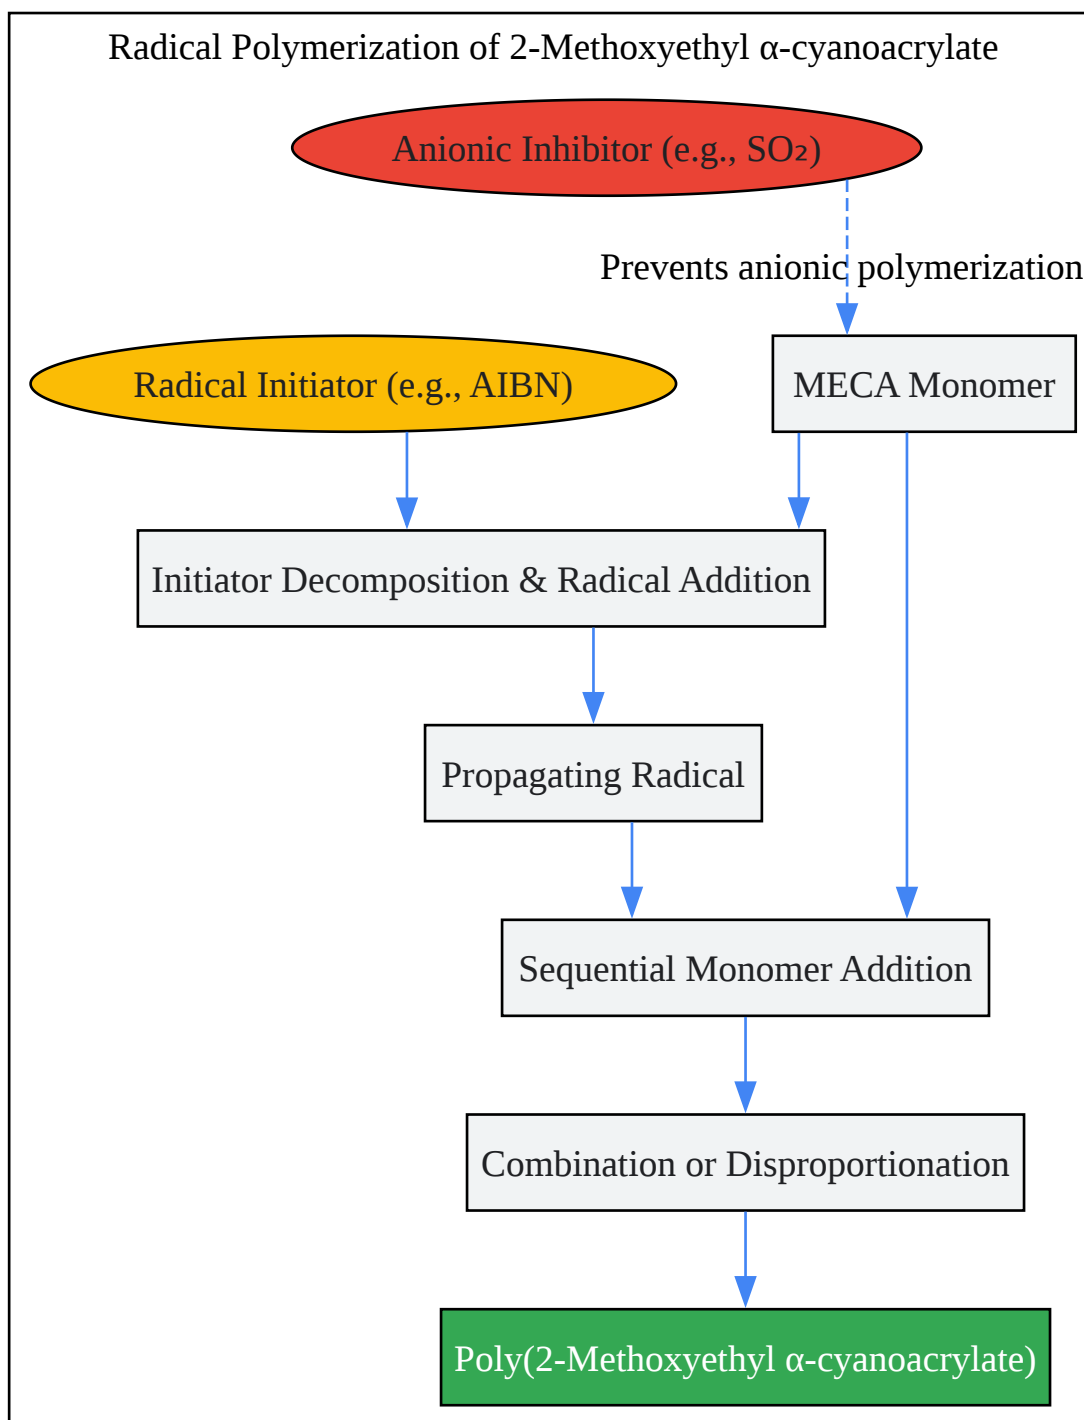 Radical Polymerization of 2-Methoxyethyl α-cyanoacrylate
Anionic Inhibitor (e.g., SO₂)
Prevents anionic polymerization
Radical Initiator (e.g., AIBN)
MECA Monomer
Initiator Decomposition & Radical Addition
Propagating Radical
Sequential Monomer Addition
Combination or Disproportionation
Poly(2-Methoxyethyl α-cyanoacrylate)